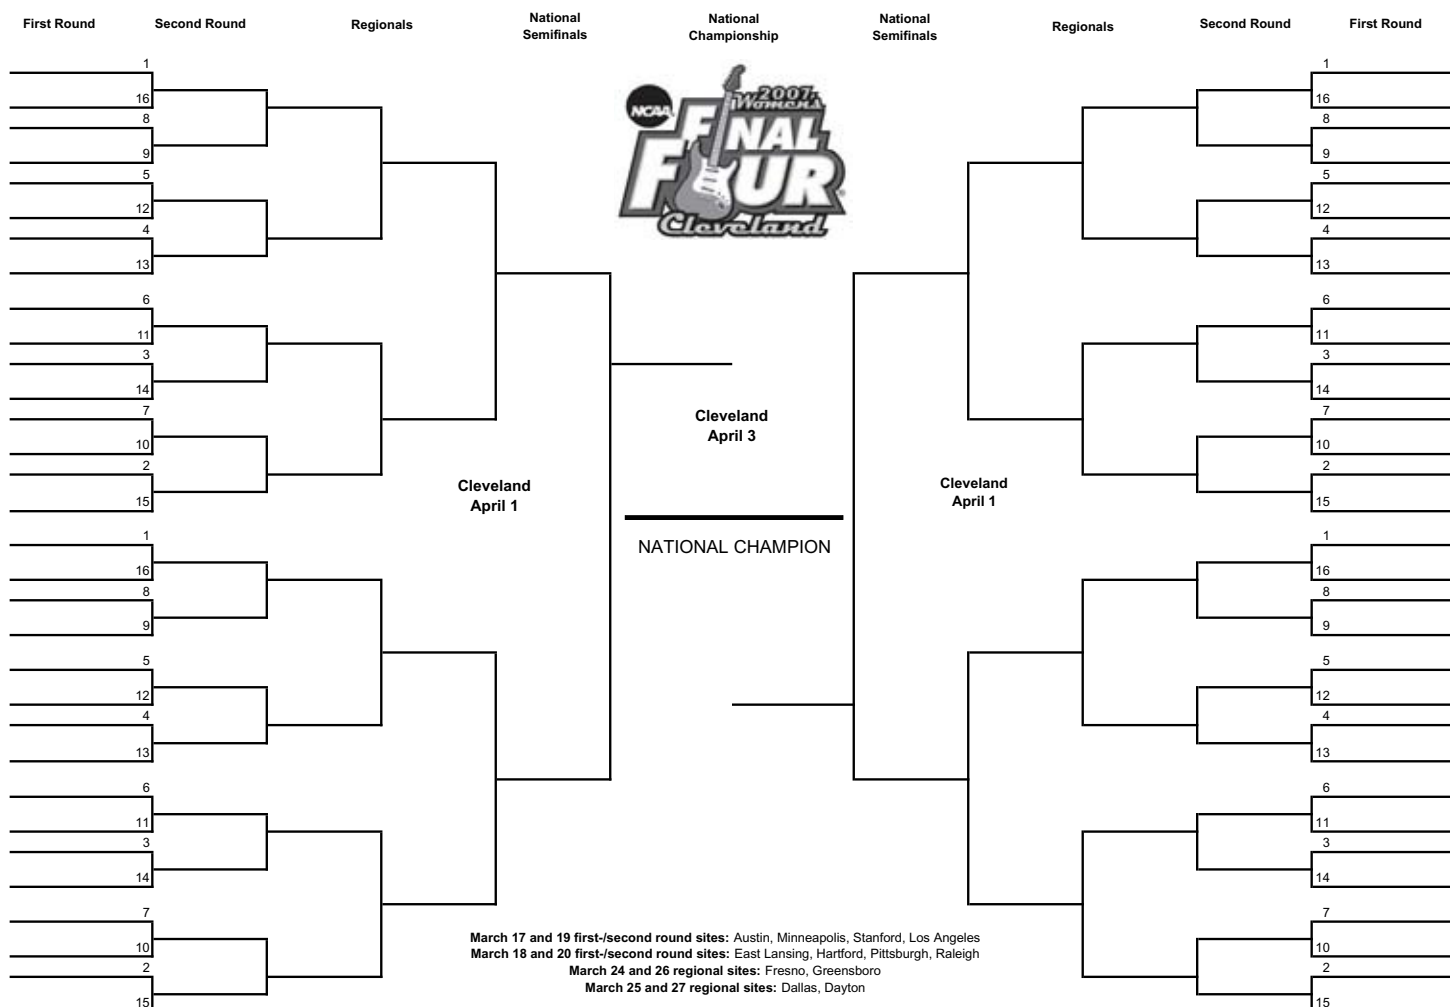 First Round
Second Round
Regionals
National
Semifinals
National
Championship
National
Semifinals
Regionals
Second Round
First Round
NCAA
2007
Women's
FINAL
FOUR
®
Cleveland
1
16
8
9
5
12
4
13
6
11
3
14
7
10
2
15
1
16
8
9
5
12
4
13
6
11
3
14
7
10
2
15
Cleveland
April 1
Cleveland
April 3
NATIONAL CHAMPION
Cleveland
April 1
1
16
8
9
5
12
4
13
6
11
3
14
7
10
2
15
1
16
8
9
5
12
4
13
6
11
3
14
7
10
2
15
March 17 and 19 first-/second round sites: Austin, Minneapolis, Stanford, Los Angeles
March 18 and 20 first-/second round sites: East Lansing, Hartford, Pittsburgh, Raleigh
March 24 and 26 regional sites: Fresno, Greensboro
March 25 and 27 regional sites: Dallas, Dayton